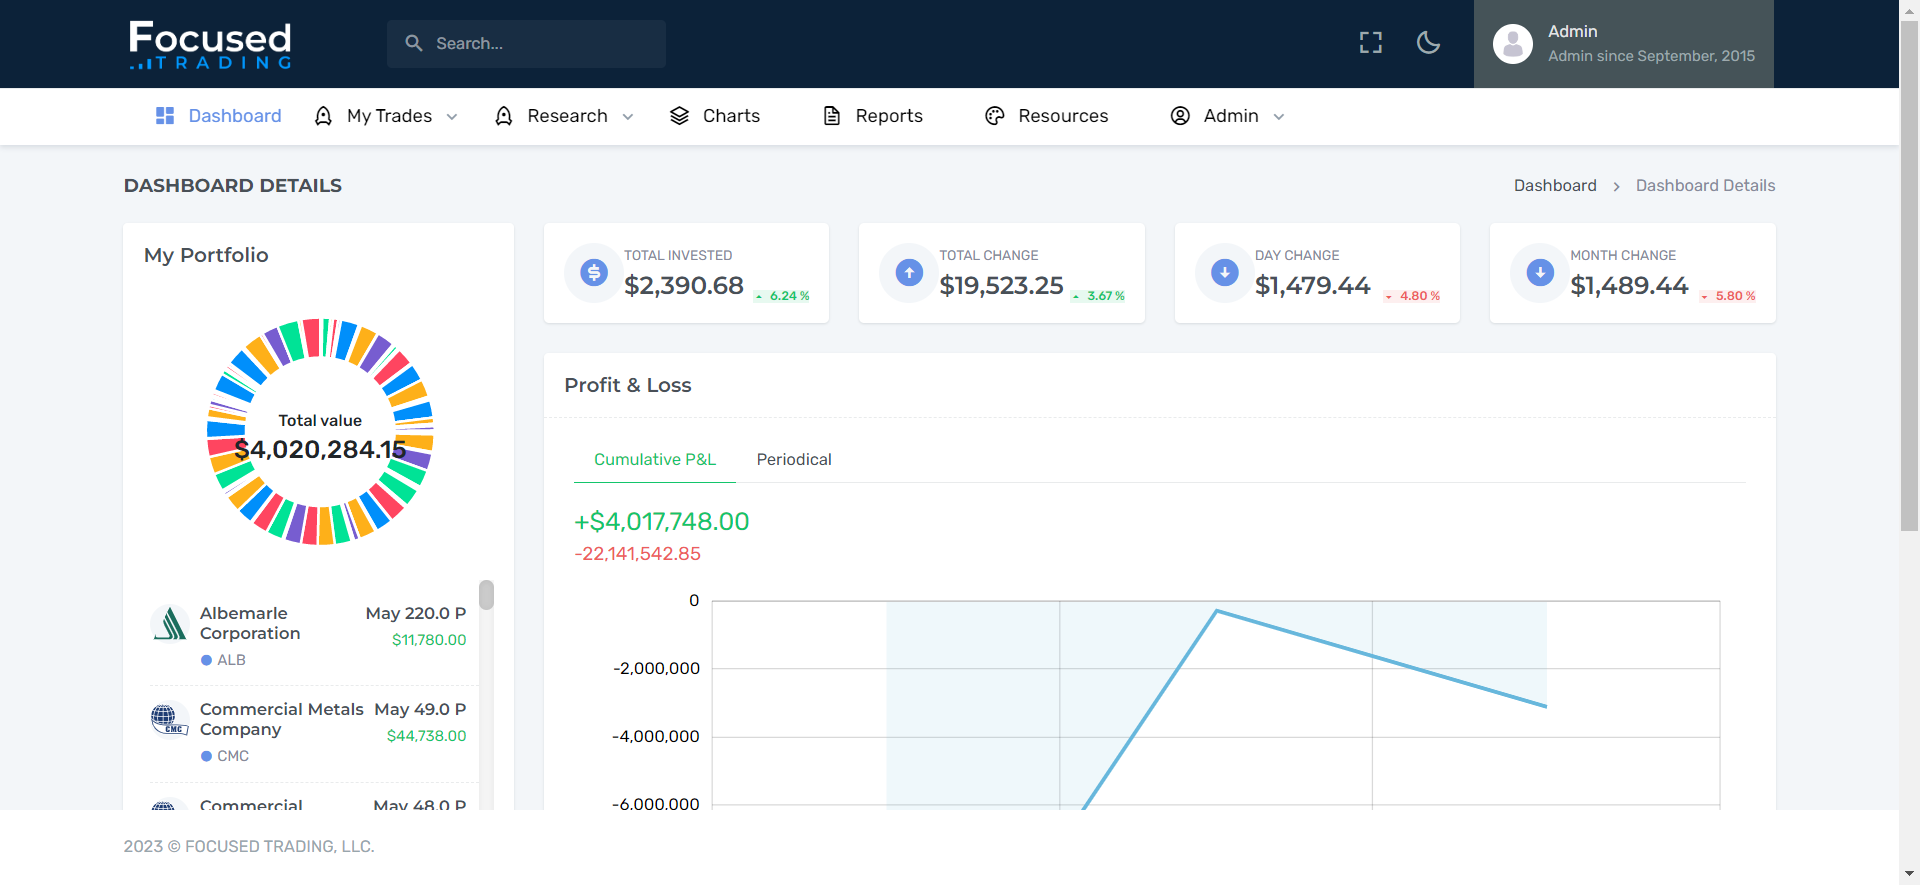 Focused
TRADING
Search...
Admin
Admin since September, 2015
Dashboard
My Trades
Research
Charts
Reports
Resources
Admin
DASHBOARD DETAILS
Dashboard > Dashboard Details
My Portfolio
Total value
$4,020,284.15
Albemarle Corporation
May 220.0 P
$11,780.00
ALB
Commercial Metals Company
May 49.0 P
$44,738.00
CMC
CMC
Commercial
May 48.0 P
TOTAL INVESTED
$2,390.68
6.24 %
TOTAL CHANGE
$19,523.25
3.67 %
DAY CHANGE
$1,479.44
4.80 %
MONTH CHANGE
$1,489.44
5.80 %
Profit & Loss
Cumulative P&L
Periodical
+$4,017,748.00
-22,141,542.85
0
-2,000,000
-4,000,000
-6,000,000
2023 © FOCUSED TRADING, LLC.